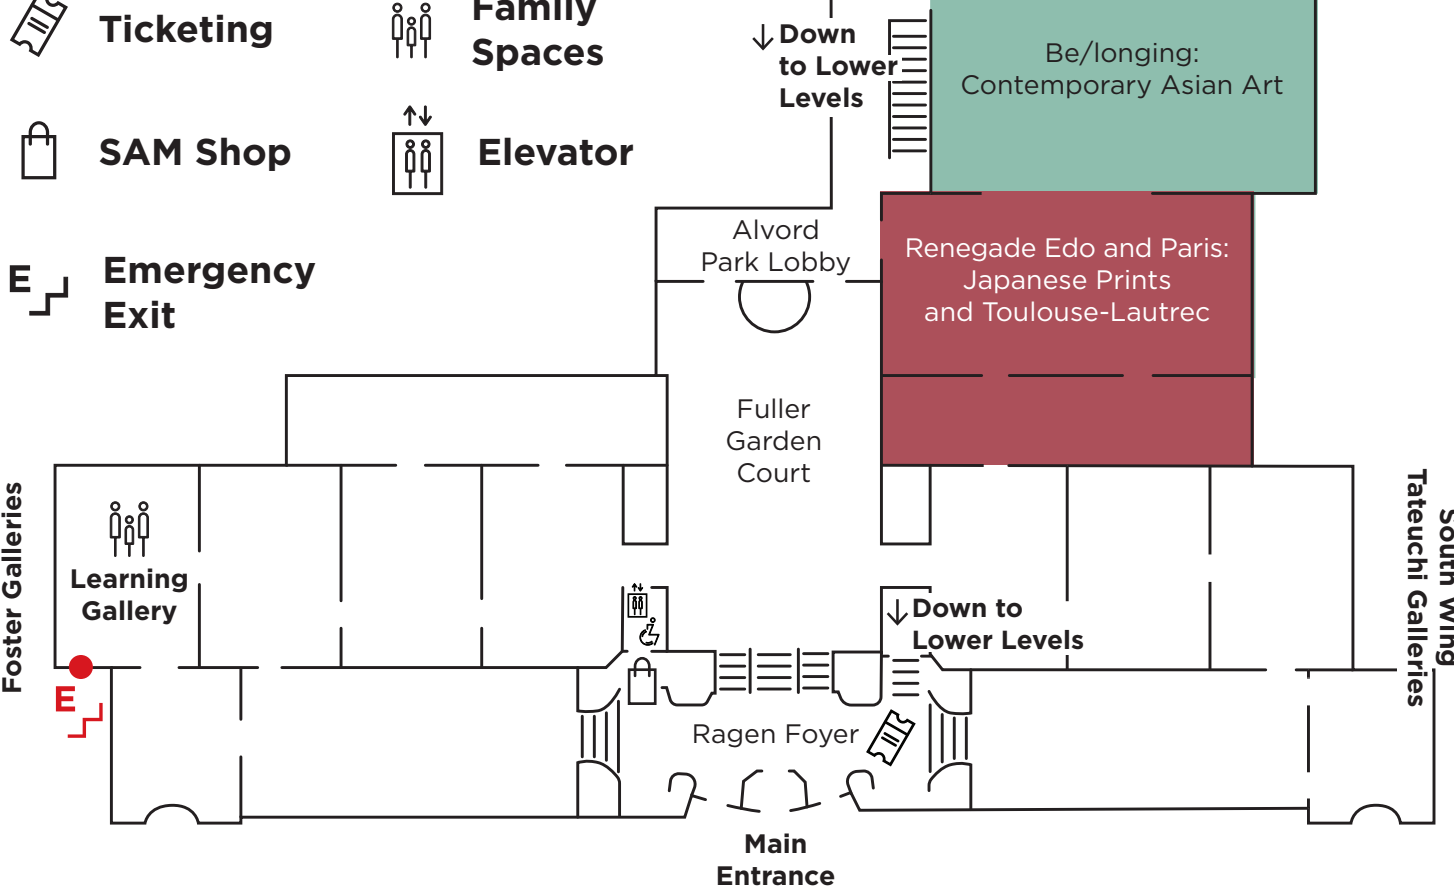 Ticketing
Family
Spaces
SAM Shop
Elevator
E
Emergency
Exit
Down
to Lower
Levels
Be/longing:
Contemporary Asian Art
Alvord
Park Lobby
Renegade Edo and Paris:
Japanese Prints
and Toulouse-Lautrec
Fuller
Garden
Court
Foster Galleries
Learning
Gallery
E
Down to
Lower Levels
South Wing
Tateuchi Galleries
Ragen Foyer
Main
Entrance